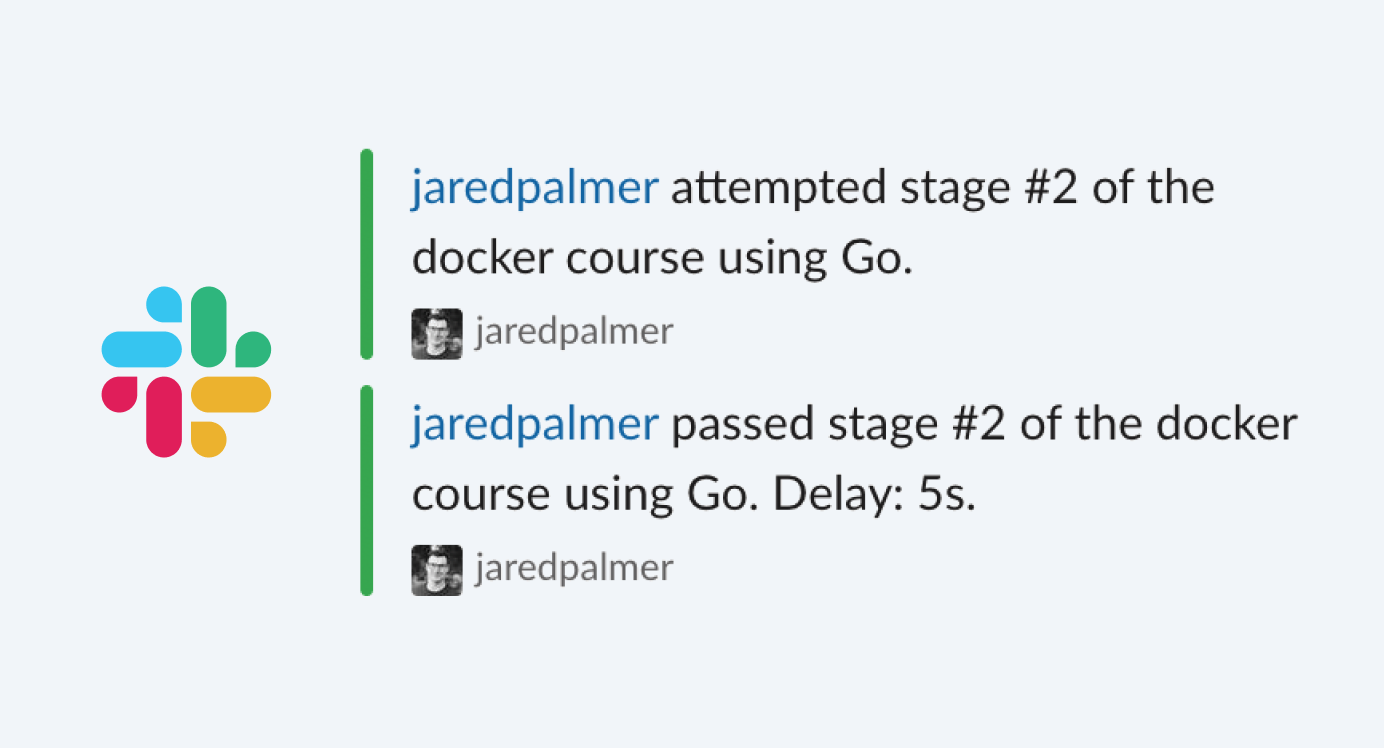 jaredpalmer attempted stage #2 of the
docker course using Go.
jaredpalmer
jaredpalmer passed stage #2 of the docker
course using Go. Delay: 5s.
jaredpalmer